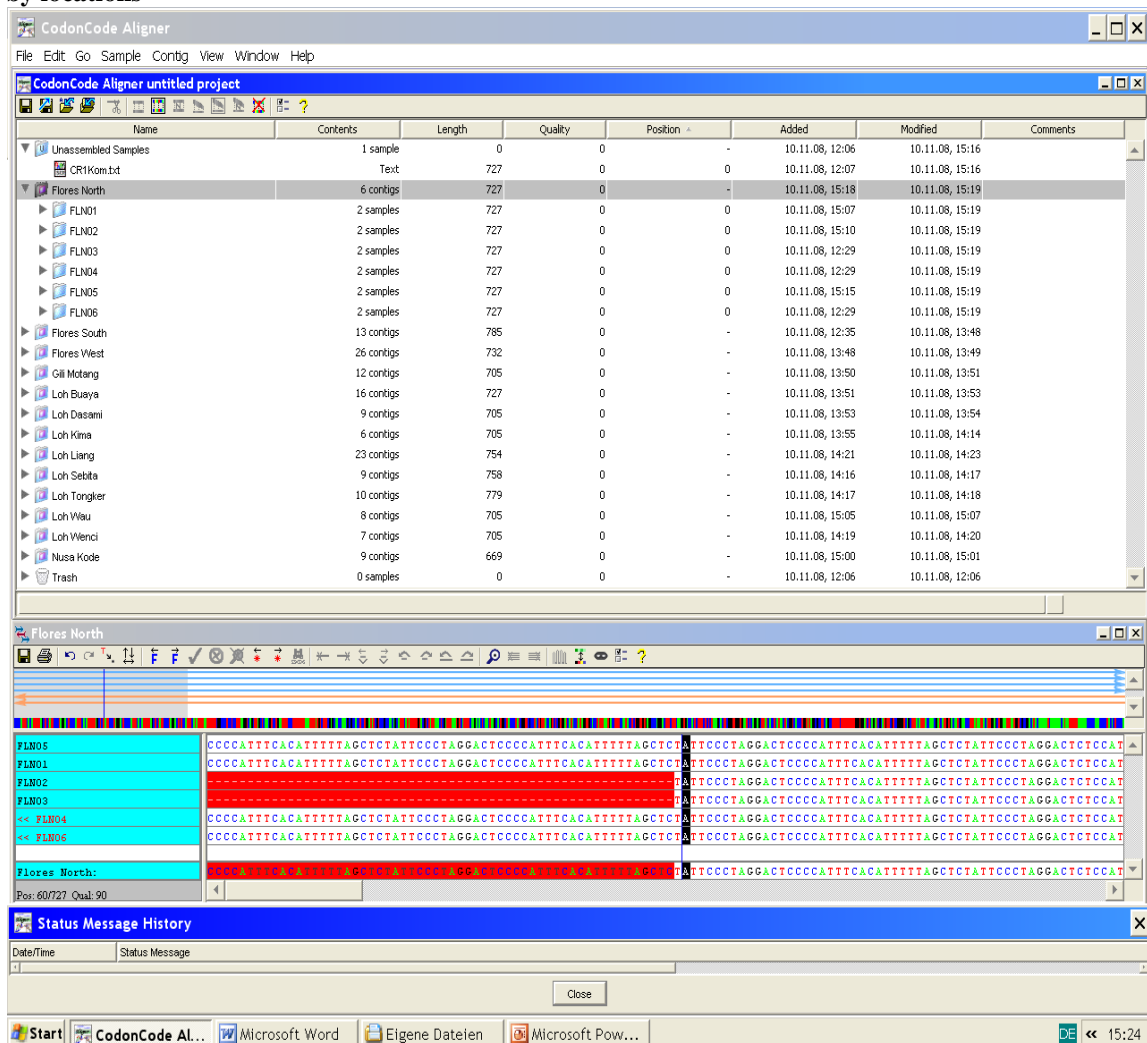 by locations
CodonCode Aligner
File Edit Go Sample Contig View Window Help
CodonCode Aligner untitled project
Name Contents Length Quality Position Added Modified Comments
Unassembled Samples 1 sample 0 0 - 10.11.08, 12:06 10.11.08, 15:16
CR1Kom.txt Text 727 0 0 10.11.08, 12:07 10.11.08, 15:16
Flores North 6 contigs 727 0 - 10.11.08, 15:18 10.11.08, 15:19
FLN01 2 samples 727 0 0 10.11.08, 15:07 10.11.08, 15:19
FLN02 2 samples 727 0 0 10.11.08, 15:10 10.11.08, 15:19
FLN03 2 samples 727 0 0 10.11.08, 12:29 10.11.08, 15:19
FLN04 2 samples 727 0 0 10.11.08, 12:29 10.11.08, 15:19
FLN05 2 samples 727 0 0 10.11.08, 15:15 10.11.08, 15:19
FLN06 2 samples 727 0 0 10.11.08, 12:29 10.11.08, 15:19
Flores South 13 contigs 785 0 - 10.11.08, 12:35 10.11.08, 13:48
Flores West 26 contigs 732 0 - 10.11.08, 13:48 10.11.08, 13:49
Gili Motang 12 contigs 705 0 - 10.11.08, 13:50 10.11.08, 13:51
Loh Buaya 16 contigs 727 0 - 10.11.08, 13:51 10.11.08, 13:53
Loh Dasami 9 contigs 705 0 - 10.11.08, 13:53 10.11.08, 13:54
Loh Kima 6 contigs 705 0 - 10.11.08, 13:55 10.11.08, 14:14
Loh Liang 23 contigs 754 0 - 10.11.08, 14:21 10.11.08, 14:23
Loh Sebita 9 contigs 758 0 - 10.11.08, 14:16 10.11.08, 14:17
Loh Tongker 10 contigs 779 0 - 10.11.08, 14:17 10.11.08, 14:18
Loh Wau 8 contigs 705 0 - 10.11.08, 15:05 10.11.08, 15:07
Loh Wenci 7 contigs 705 0 - 10.11.08, 14:19 10.11.08, 14:20
Nusa Kode 9 contigs 669 0 - 10.11.08, 15:00 10.11.08, 15:01
Trash 0 samples 0 0 - 10.11.08, 12:06 10.11.08, 12:06
Flores North
FLN05 CCCCATTTCACATTTTTAGCTCTATTCCCTAGGACTCCCCATTTCACATTTTTAGCTCTATTCCCTAGGACTCCCCATTTCACATTTTTAGCTCTATTCCCTAGGACTCTCCAT
FLN01 CCCCATTTCACATTTTTAGCTCTATTCCCTAGGACTCCCCATTTCACATTTTTAGCTCTATTCCCTAGGACTCCCCATTTCACATTTTTAGCTCTATTCCCTAGGACTCTCCAT
FLN02 ----------------------------------------------------------TATTCCCTAGGACTCCCCATTTCACATTTTTAGCTCTATTCCCTAGGACTCTCCAT
FLN03 ----------------------------------------------------------TATTCCCTAGGACTCCCCATTTCACATTTTTAGCTCTATTCCCTAGGACTCTCCAT
<< FLN04 CCCCATTTCACATTTTTAGCTCTATTCCCTAGGACTCCCCATTTCACATTTTTAGCTCTATTCCCTAGGACTCCCCATTTCACATTTTTAGCTCTATTCCCTAGGACTCTCCAT
<< FLN06 CCCCATTTCACATTTTTAGCTCTATTCCCTAGGACTCCCCATTTCACATTTTTAGCTCTATTCCCTAGGACTCCCCATTTCACATTTTTAGCTCTATTCCCTAGGACTCTCCAT
Flores North: CCCCATTTCACATTTTTAGCTCTATTCCCTAGGACTCCCCATTTCACATTTTTAGCTCTATTCCCTAGGACTCCCCATTTCACATTTTTAGCTCTATTCCCTAGGACTCTCCAT
Pos: 60/727 Qual: 90
Status Message History
Date/Time Status Message
Close
Start CodonCode Al... Microsoft Word Eigene Dateien Microsoft Pow... DE << 15:24